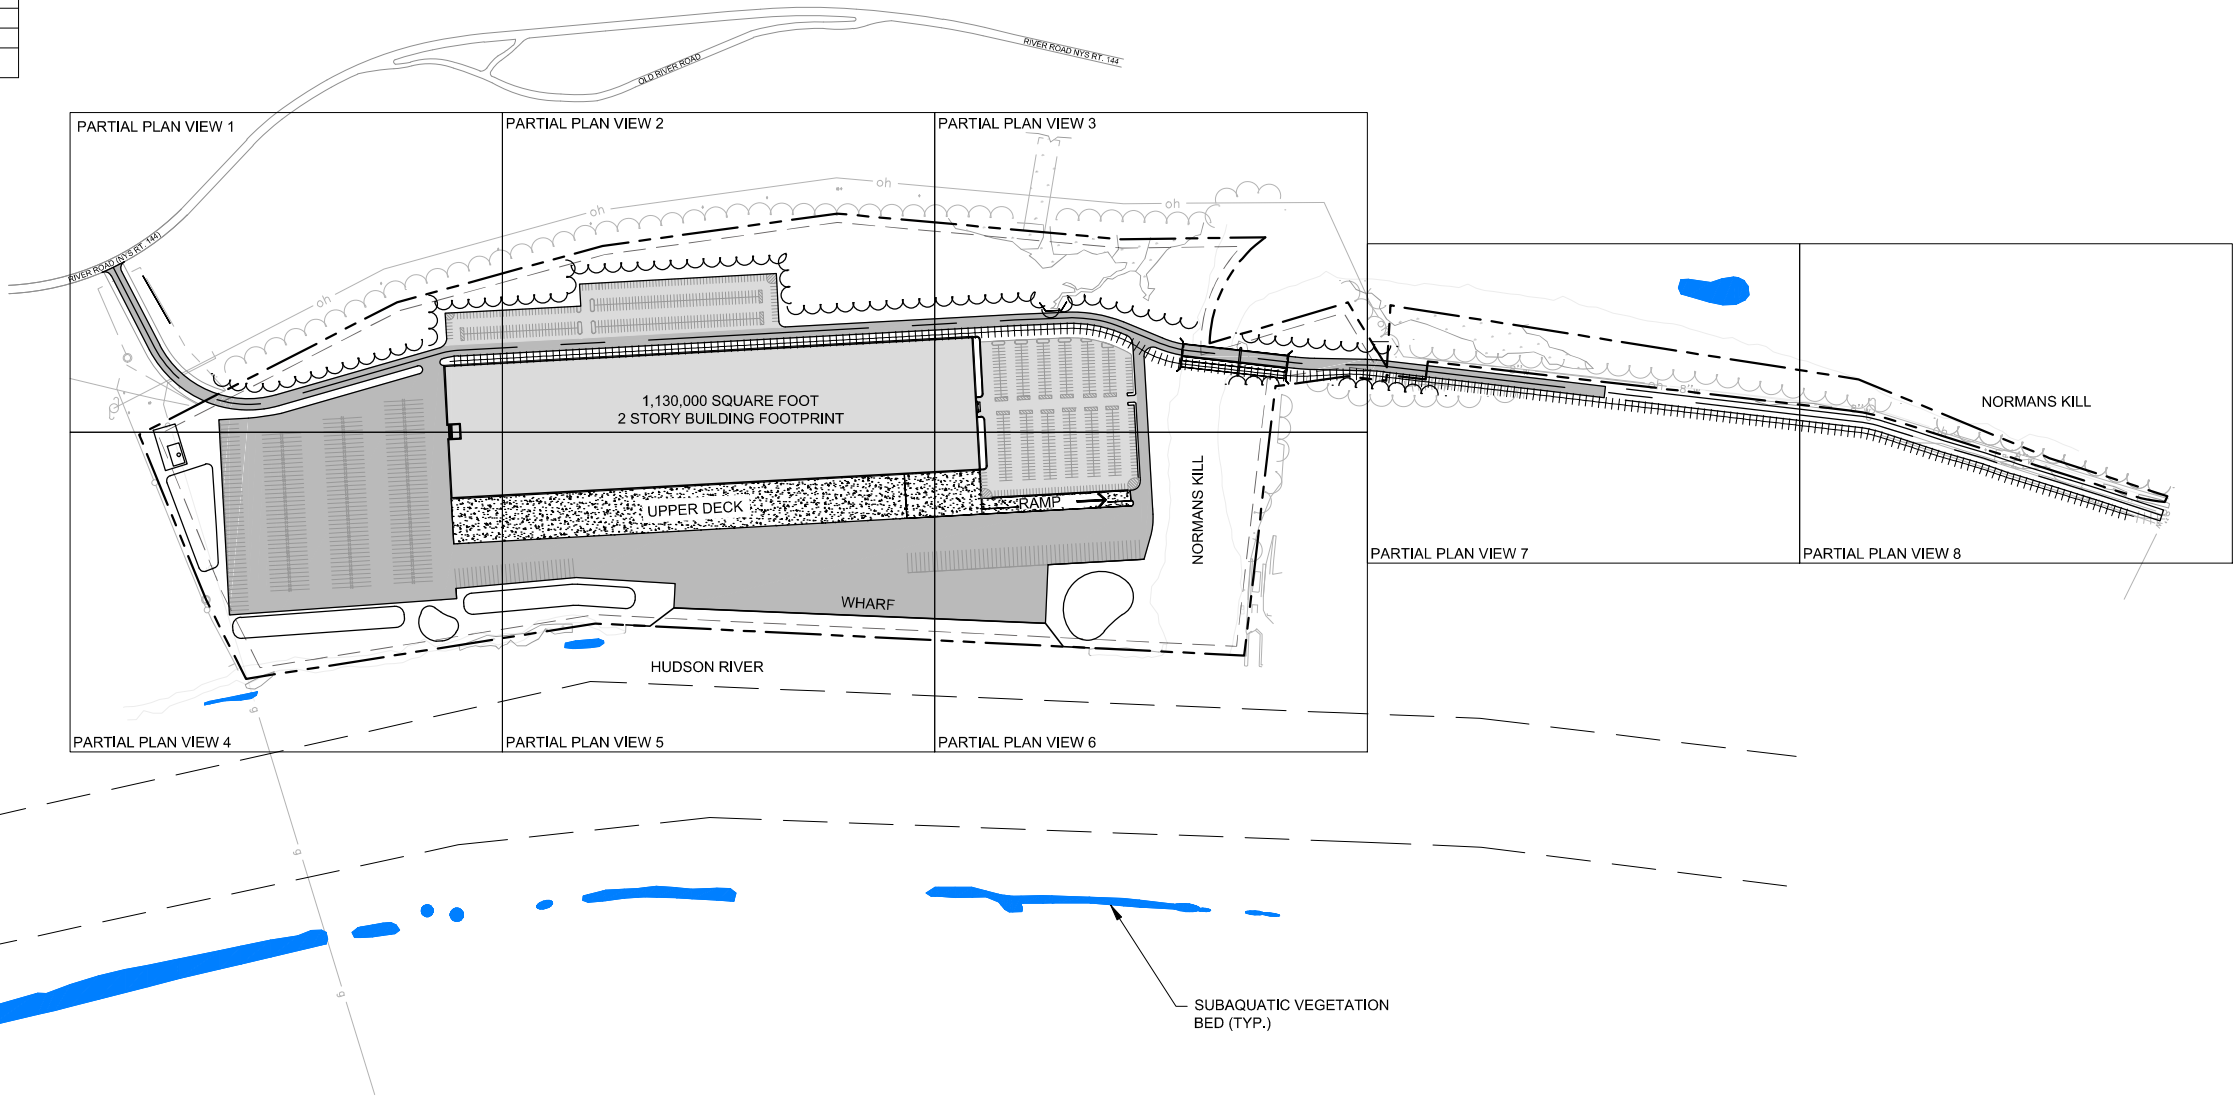 RIVER ROAD NYS RT. 144
OLD RIVER ROAD
PARTIAL PLAN VIEW 1
PARTIAL PLAN VIEW 2
PARTIAL PLAN VIEW 3
oh
oh
oh
oh
RIVER ROAD (NYS RT. 144)
1,130,000 SQUARE FOOT
2 STORY BUILDING FOOTPRINT
NORMANS KILL
oh
oh
UPPER DECK
RAMP
NORMANS KILL
PARTIAL PLAN VIEW 7
PARTIAL PLAN VIEW 8
WHARF
HUDSON RIVER
g
PARTIAL PLAN VIEW 4
PARTIAL PLAN VIEW 5
PARTIAL PLAN VIEW 6
g
g
SUBAQUATIC VEGETATION
BED (TYP.)